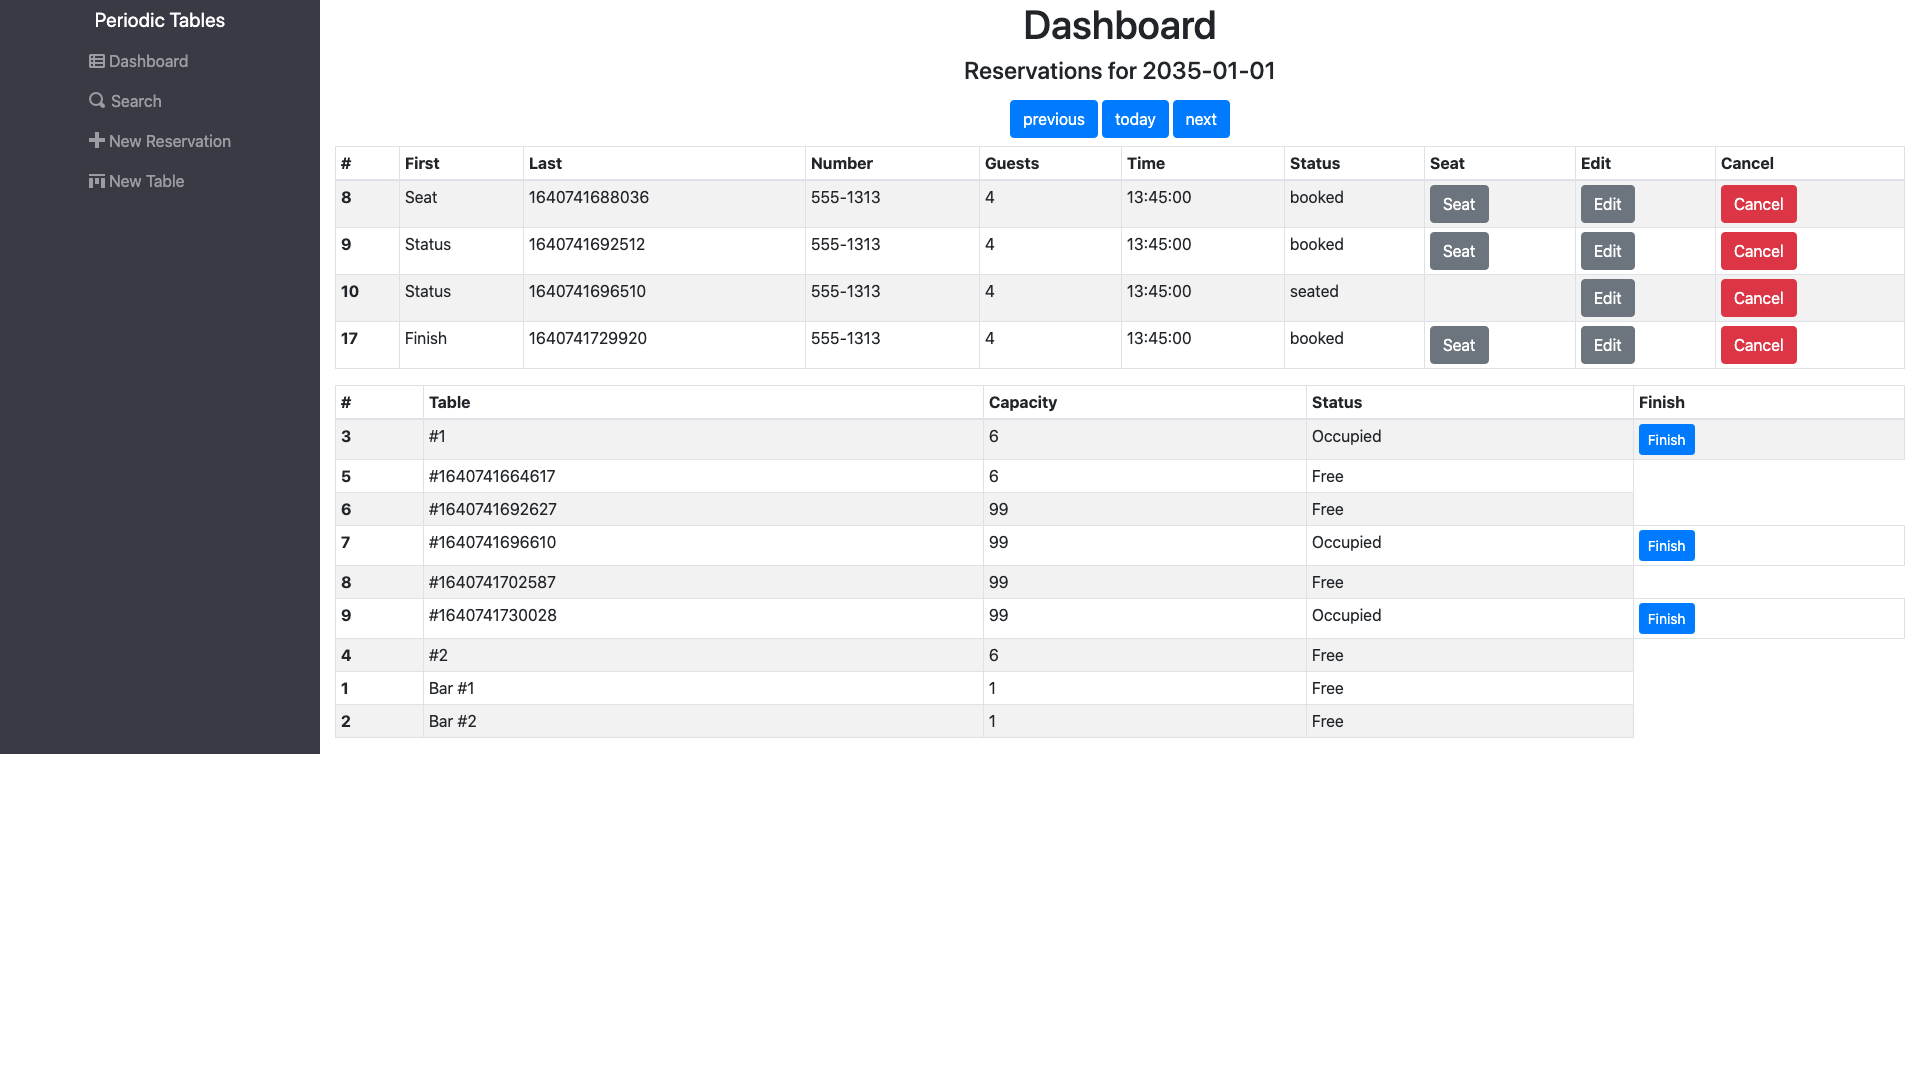 Periodic Tables
Dashboard
Search
New Reservation
New Table
Dashboard
Reservations for 2035-01-01
previous today next
# First Last Number Guests Time Status Seat Edit Cancel
8 Seat 1640741688036 555-1313 4 13:45:00 booked Seat Edit Cancel
9 Status 1640741692512 555-1313 4 13:45:00 booked Seat Edit Cancel
10 Status 1640741696510 555-1313 4 13:45:00 seated Edit Cancel
17 Finish 1640741729920 555-1313 4 13:45:00 booked Seat Edit Cancel
# Table Capacity Status Finish
3 #1 6 Occupied Finish
5 #1640741664617 6 Free
6 #1640741692627 99 Free
7 #1640741696610 99 Occupied Finish
8 #1640741702587 99 Free
9 #1640741730028 99 Occupied Finish
4 #2 6 Free
1 Bar #1 1 Free
2 Bar #2 1 Free